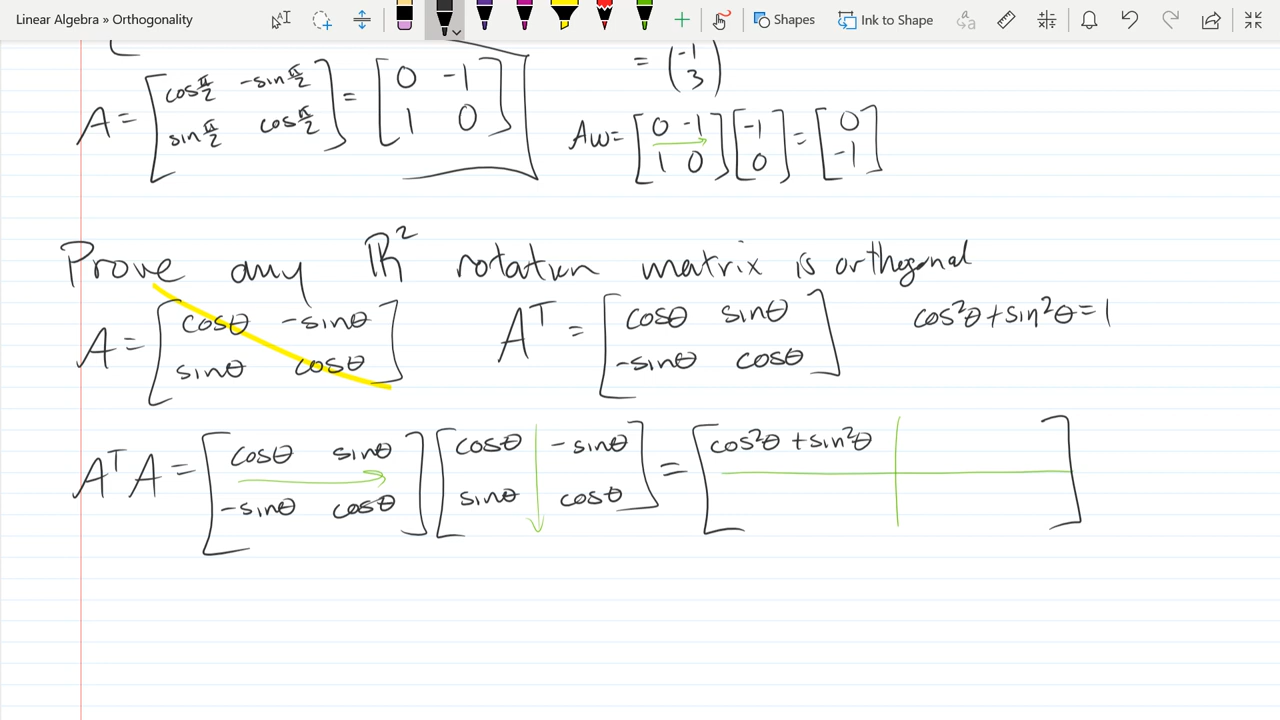 Linear Algebra » Orthogonality
Shapes
Ink to Shape
A = [cos π/2 -sin π/2; sin π/2 cos π/2] = [0 -1; 1 0]
= (-1; 3)
Aw = [0 -1; 1 0] [-1; 0] = [0; -1]
Prove any ℝ² rotation matrix is orthogonal
A = [cosθ -sinθ; sinθ cosθ]
Aᵀ = [cosθ sinθ; -sinθ cosθ]
cos²θ + sin²θ = 1
AᵀA = [cosθ sinθ; -sinθ cosθ] [cosθ -sinθ; sinθ cosθ] = [cos²θ + sin²θ ]